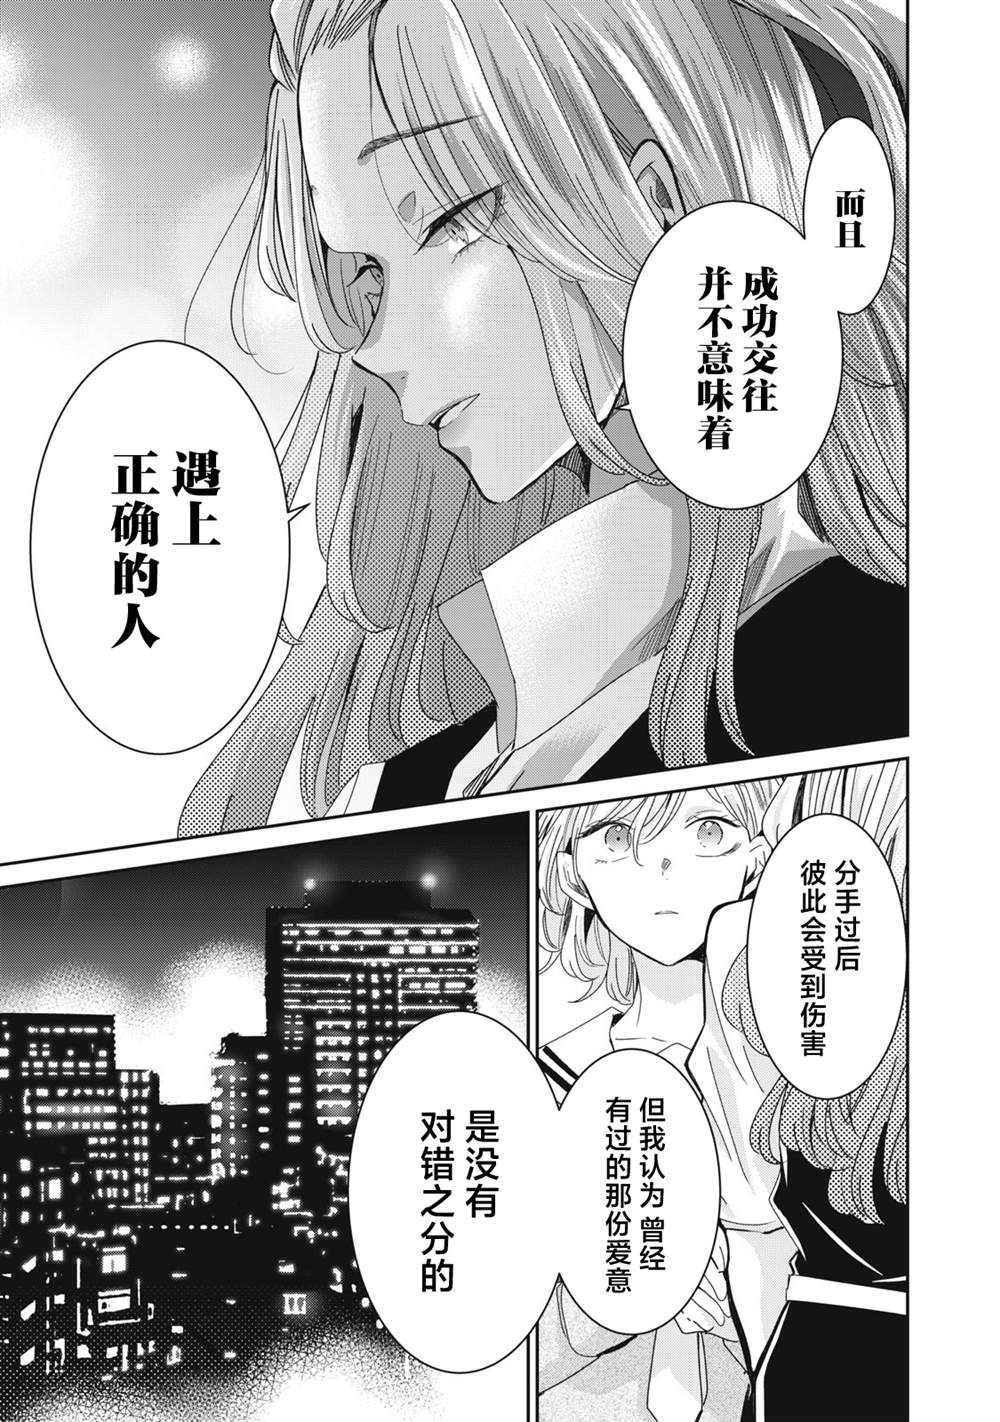 而且
成功交往
并不意味着
遇上
正确的人
分手过后
彼此会受到伤害
但我认为曾经
有过的那份爱意
是没有
对错之分的